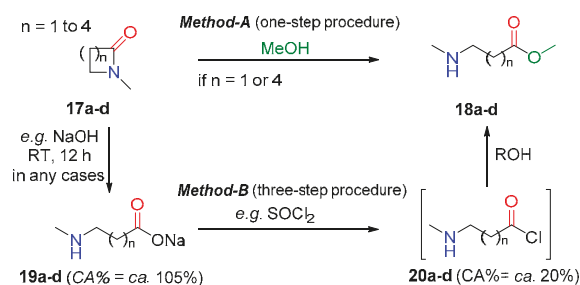 n = 1 to 4
Method-A (one-step procedure)
MeOH
if n = 1 or 4
O
( )n
N
17a-d
N
H
( )n
O
O
18a-d
e.g. NaOH
RT, 12 h
in any cases
ROH
Method-B (three-step procedure)
e.g. SOCl2
N
H
( )n
O
ONa
19a-d (CA% = ca. 105%)
N
H
( )n
O
Cl
20a-d (CA%= ca. 20%)